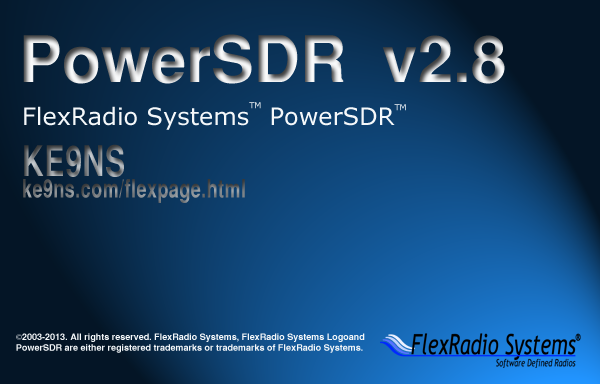 PowerSDR v2.8
FlexRadio Systems™ PowerSDR™
KE9NS
ke9ns.com/flexpage.html
©2003-2013. All rights reserved. FlexRadio Systems, FlexRadio Systems Logoand
PowerSDR are either registered trademarks or trademarks of FlexRadio Systems.
FlexRadio Systems®
Software Defined Radios